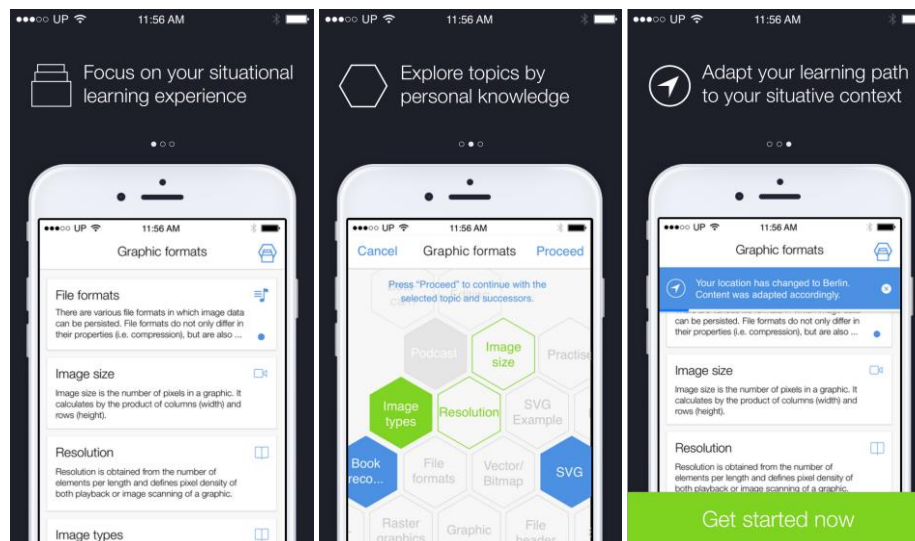 UP 11:56 AM
Focus on your situational
learning experience
UP 11:56 AM
Graphic formats
File formats
There are various file formats in which image data
can be persisted. File formats do not only differ in
their properties (i.e. compression), but are also ...
Image size
Image size is the number of pixels in a graphic. It
calculates by the product of columns (width) and
rows (height).
Resolution
Resolution is obtained from the number of
elements per length and defines pixel density of
both playback or image scanning of a graphic.
Image types
UP 11:56 AM
Explore topics by
personal knowledge
UP 11:56 AM
Cancel Graphic formats Proceed
Press "Proceed" to continue with the
selected topic and successors.
Podcast
Image
size
Practise
Image
types
Resolution
SVG
Example
Book
reco...
File
formats
Vector/
Bitmap
SVG
Raster
graphics
Graphic
File
header
UP 11:56 AM
Adapt your learning path
to your situative context
UP 11:56 AM
Graphic formats
Your location has changed to Berlin.
Content was adapted accordingly.
can be persisted. File formats do not only differ in
their properties (i.e. compression), but are also ...
Image size
Image size is the number of pixels in a graphic. It
calculates by the product of columns (width) and
rows (height).
Resolution
Resolution is obtained from the number of
elements per length and defines pixel density of
both playback or image scanning of a graphic.
Get started now